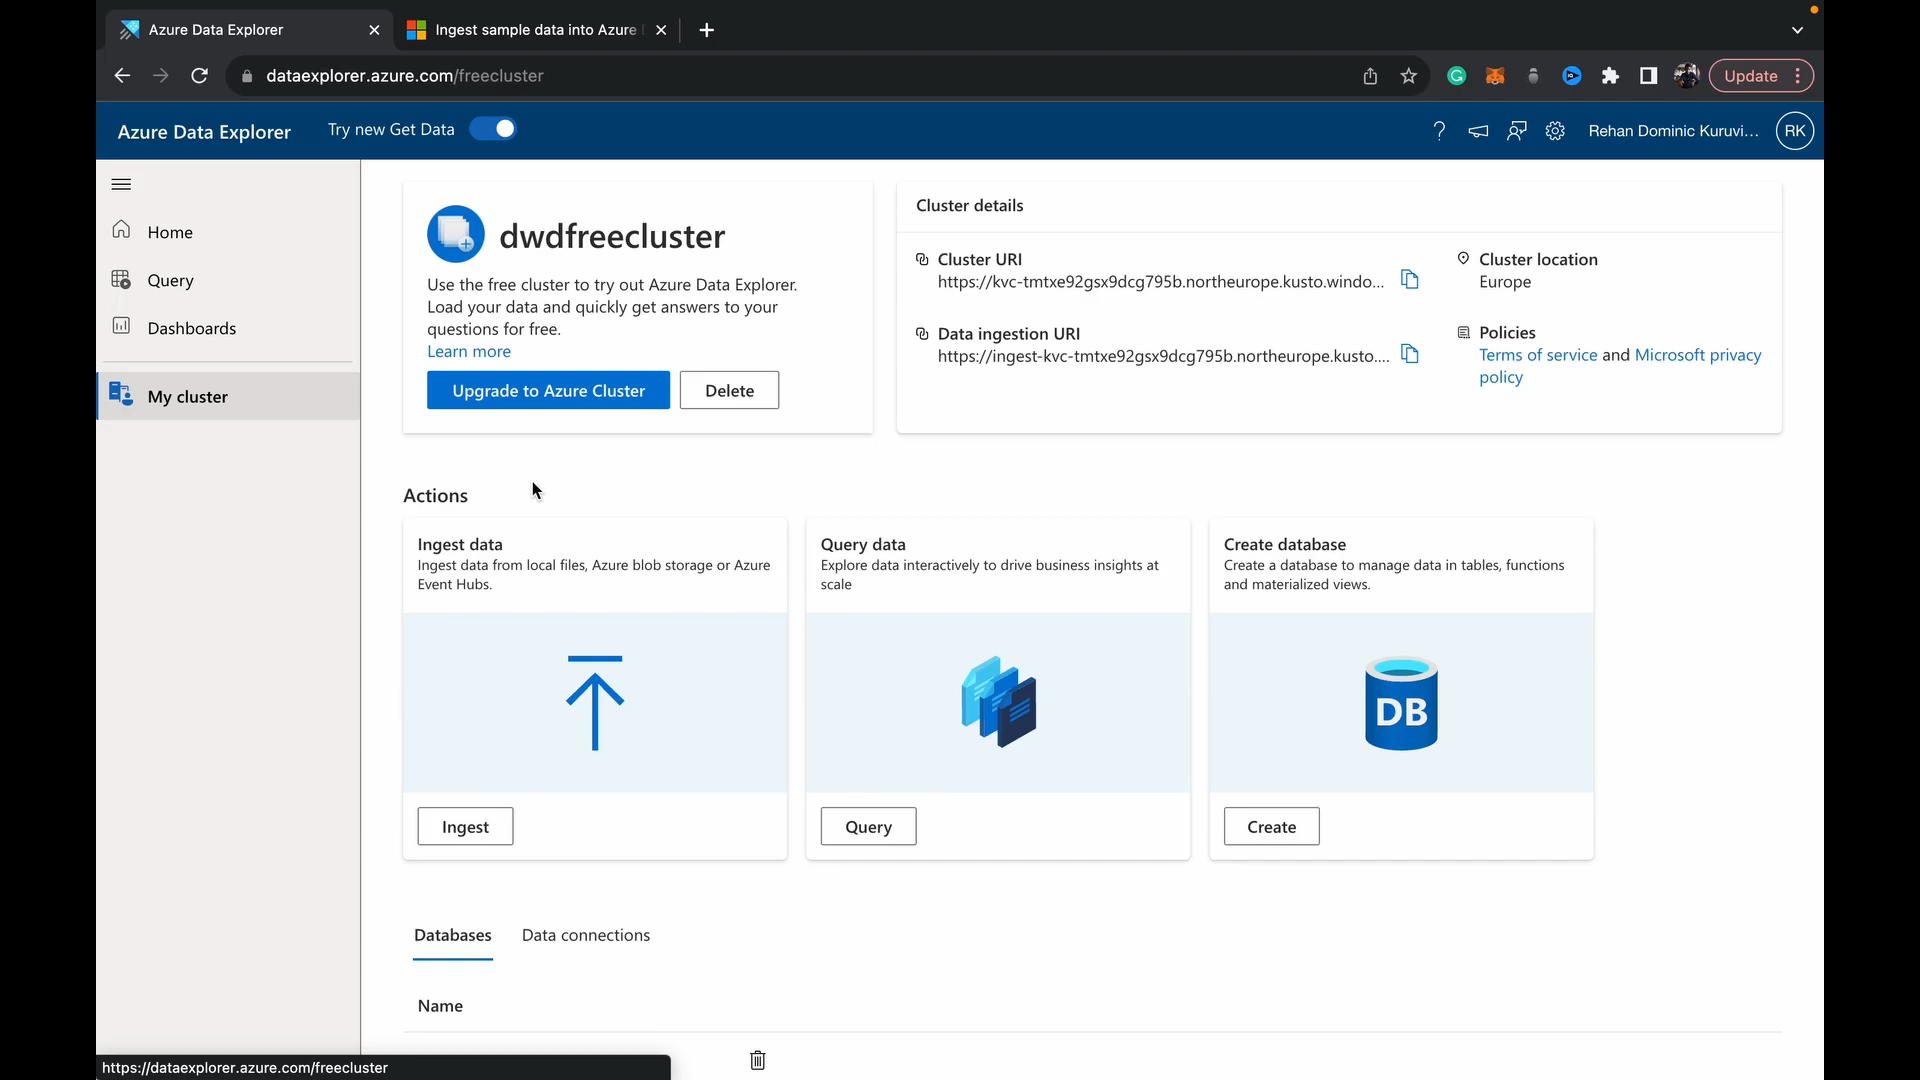 Azure Data Explorer
Ingest sample data into Azure
dataexplorer.azure.com/freecluster
Update
Azure Data Explorer
Try new Get Data
Rehan Dominic Kuruvi...
RK
Home
Query
Dashboards
My cluster
dwdfreecluster
Use the free cluster to try out Azure Data Explorer.
Load your data and quickly get answers to your
questions for free.
Learn more
Upgrade to Azure Cluster
Delete
Cluster details
Cluster URI
https://kvc-tmtxe92gsx9dcg795b.northeurope.kusto.windo...
Data ingestion URI
https://ingest-kvc-tmtxe92gsx9dcg795b.northeurope.kusto....
Cluster location
Europe
Policies
Terms of service and Microsoft privacy
policy
Actions
Ingest data
Ingest data from local files, Azure blob storage or Azure
Event Hubs.
Ingest
Query data
Explore data interactively to drive business insights at
scale
Query
Create database
Create a database to manage data in tables, functions
and materialized views.
DB
Create
Databases
Data connections
Name
https://dataexplorer.azure.com/freecluster